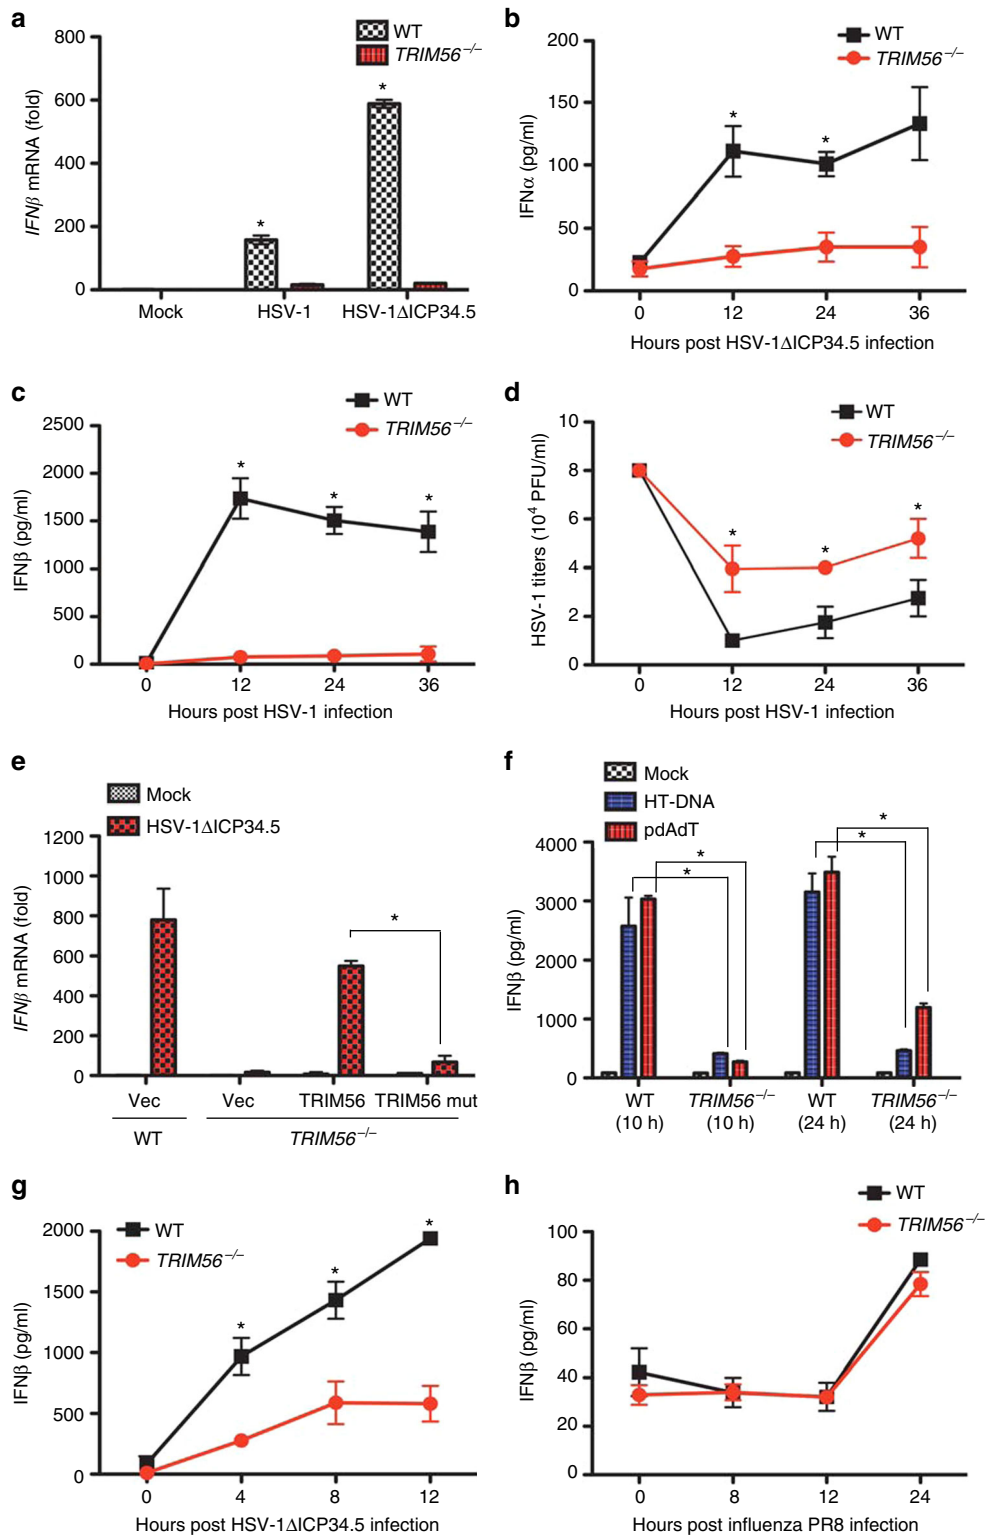 a
800
600
400
200
0
IFNβ mRNA (fold)
WT
TRIM56−/−
*
*
Mock
HSV-1
HSV-1ΔICP34.5
b
200
150
100
50
0
IFNα (pg/ml)
WT
TRIM56−/−
*
*
0
12
24
36
Hours post HSV-1ΔICP34.5 infection
c
2500
2000
1500
1000
500
0
IFNβ (pg/ml)
WT
TRIM56−/−
*
*
*
0
12
24
36
Hours post HSV-1 infection
d
10
8
6
4
2
0
HSV-1 titers (10⁴ PFU/ml)
WT
TRIM56−/−
*
*
*
0
12
24
36
Hours post HSV-1 infection
e
Mock
HSV-1ΔICP34.5
1200
1000
800
600
400
200
0
IFNβ mRNA (fold)
*
Vec
Vec
TRIM56
TRIM56 mut
WT
TRIM56−/−
f
Mock
HT-DNA
pdAdT
4000
3000
2000
1000
0
IFNβ (pg/ml)
*
*
*
*
WT
(10 h)
TRIM56−/−
(10 h)
WT
(24 h)
TRIM56−/−
(24 h)
g
2000
1500
1000
500
0
IFNβ (pg/ml)
WT
TRIM56−/−
*
*
*
0
4
8
12
Hours post HSV-1ΔICP34.5 infection
h
100
80
60
40
20
0
IFNβ (pg/ml)
WT
TRIM56−/−
0
8
12
24
Hours post influenza PR8 infection